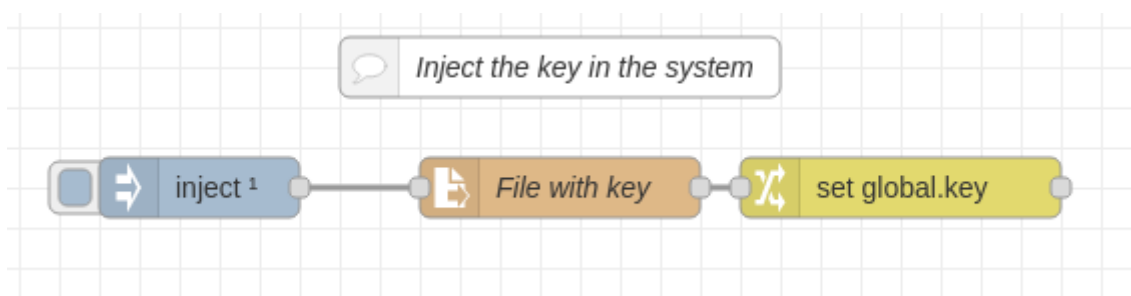 Inject the key in the system
inject ¹
File with key
set global.key